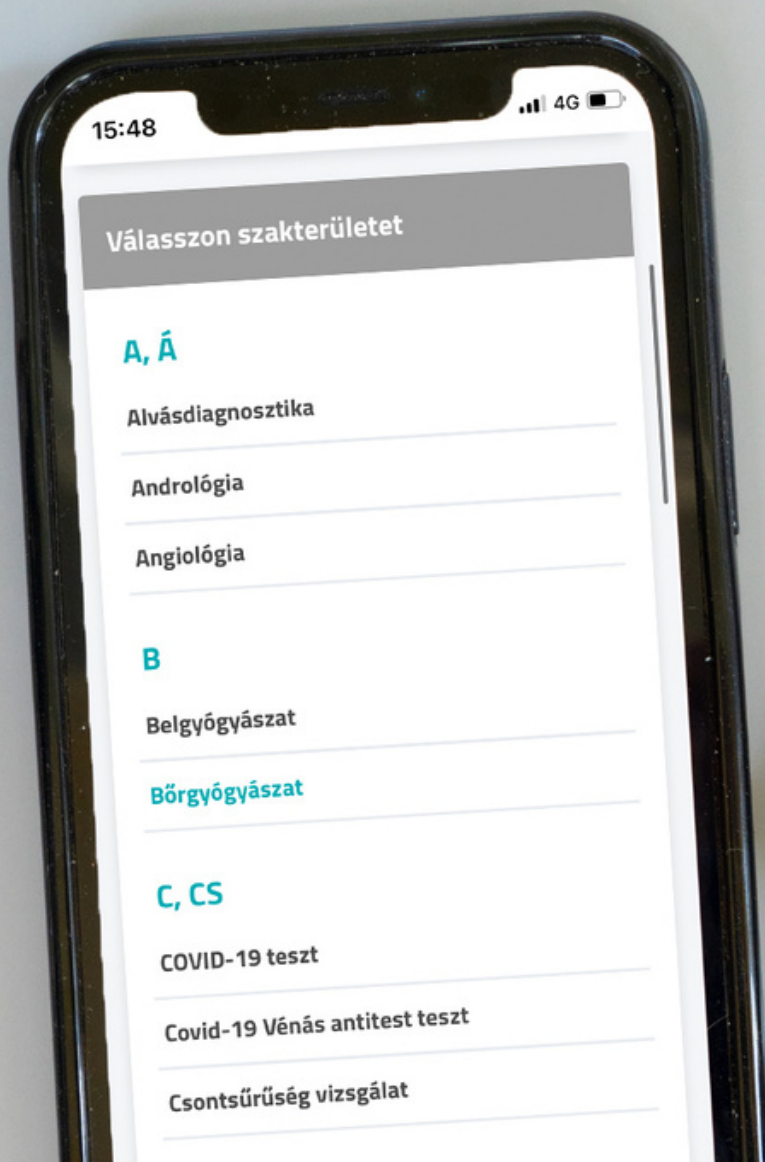 15:48
4G
Válasszon szakterületet
A, Á
Alvásdiagnosztika
Andrológia
Angiológia
B
Belgyógyászat
Bőrgyógyászat
C, CS
COVID-19 teszt
Covid-19 Vénás antitest teszt
Csontsűrűség vizsgálat